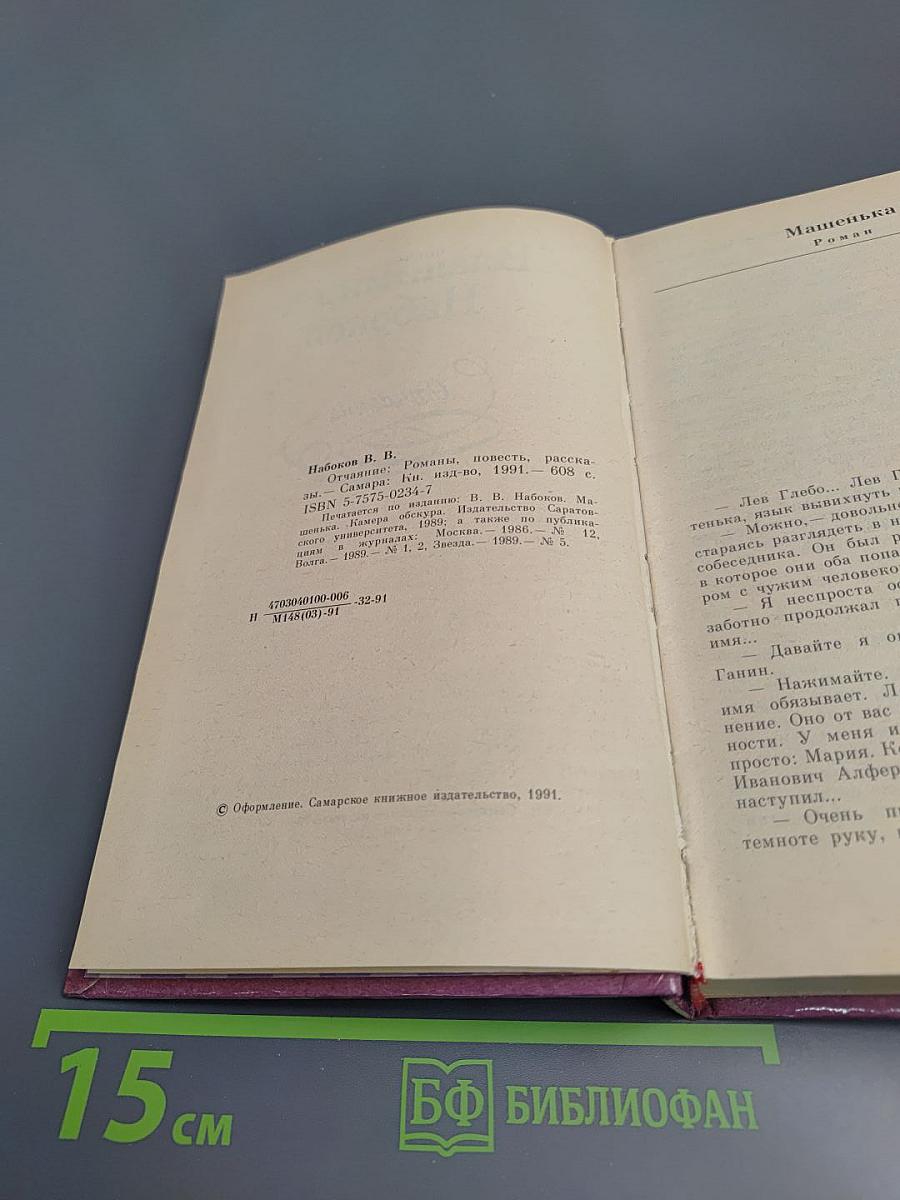 Набоков В. В.
Отчаяние: Романы, повесть, расска-
зы.— Самара: Кн. изд-во, 1991.— 608 с.
ISBN 5-7575-0234-7
Печатается по изданию: В. В. Набоков. Ма-
шенька. Камера обскура. Издательство Саратов-
ского университета, 1989; а также по публика-
циям в журналах: Москва.— 1986.— № 12,
Волга.— 1989.— № 1, 2, Звезда.— 1989.— № 5.
Н 4703040100-006
М148(03)-91 -32-91
© Оформление. Самарское книжное издательство, 1991.
Машенька
Роман
— Лев Глебо... Лев Г
тенька, язык вывихнуть
— Можно,— довольн
стараясь разглядеть в н
собеседника. Он был р
в которое они оба попа
ром с чужим человеко
— Я неспроста ос
заботно продолжал
имя...
— Давайте я о
Ганин.
— Нажимайте.
имя обязывает. Л
нение. Оно от вас
ности. У меня и
просто: Мария. К
Иванович Алфер
наступил...
— Очень п
темноте руку,
15 см
БФ БИБЛИОФАН